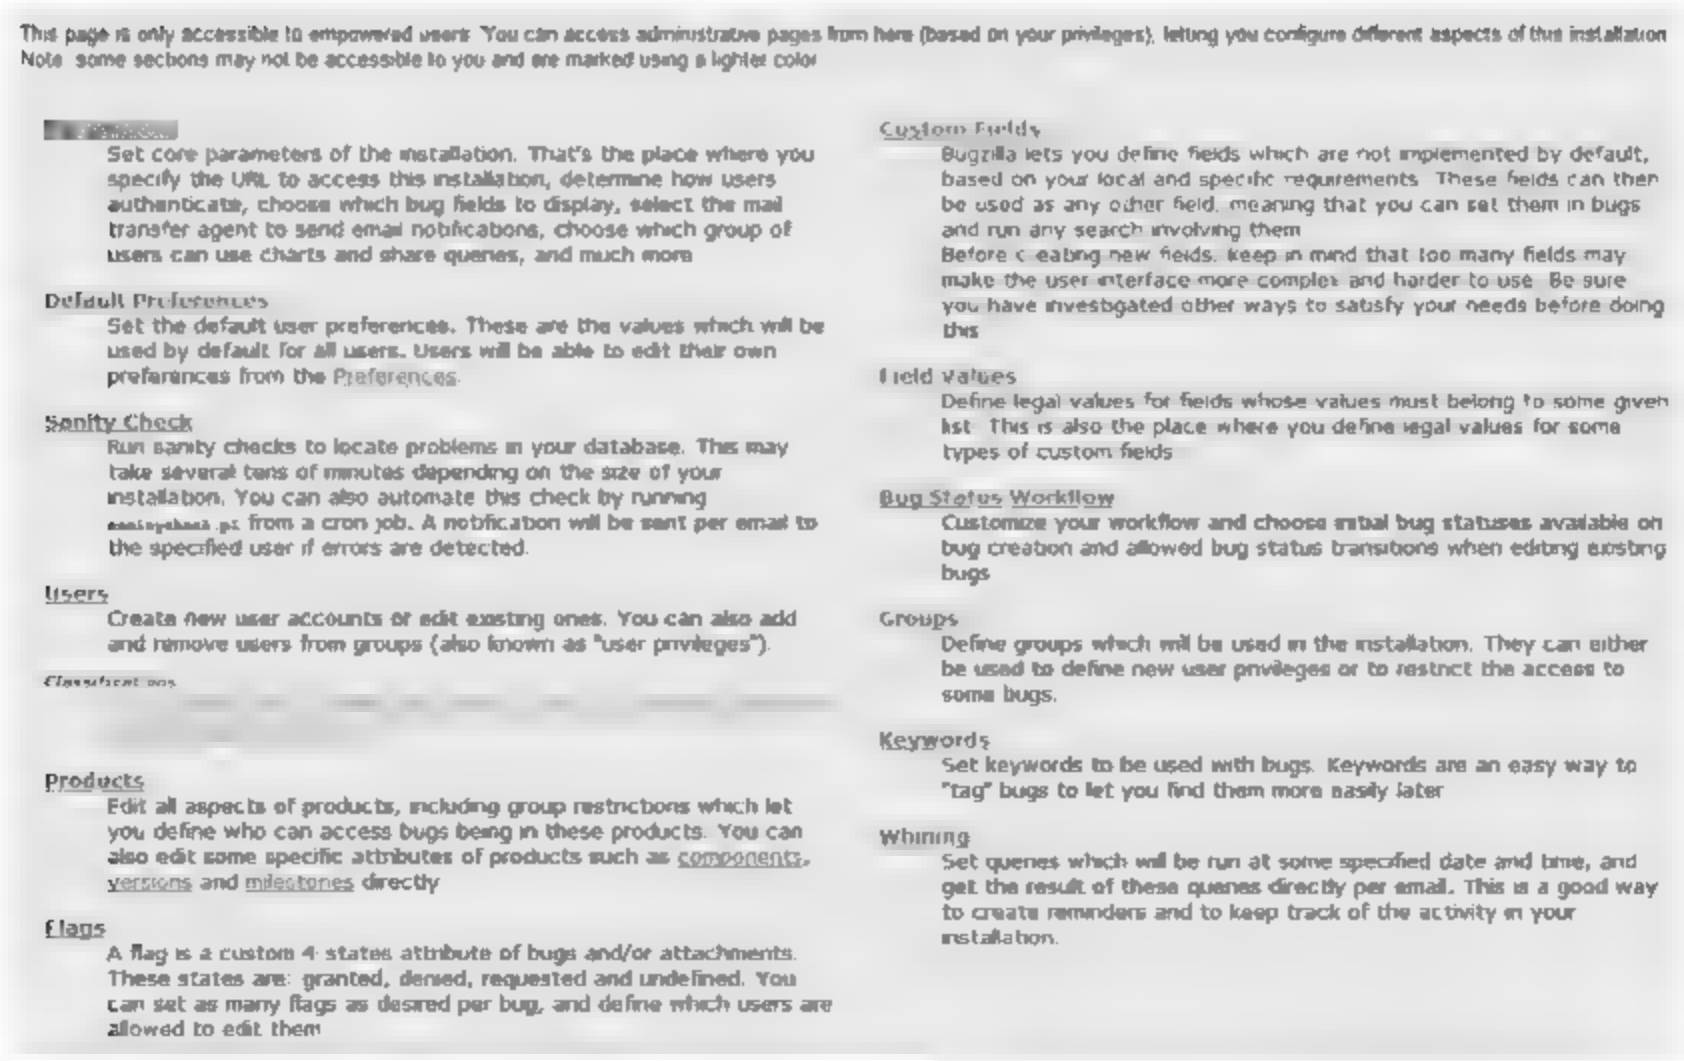 This page is only accessible to empowered users. You can access administrative pages from here (based on your privileges), letting you configure different aspects of this installation.
Note: some sections may not be accessible to you and are marked using a lighter color.
Set core parameters of the installation. That's the place where you
specify the URL to access this installation, determine how users
authenticate, choose which bug fields to display, select the mail
transfer agent to send email notifications, choose which group of
users can use charts and share queries, and much more.
Default Preferences
Set the default user preferences. These are the values which will be
used by default for all users. Users will be able to edit their own
preferences from the Preferences.
Sanity Check
Run sanity checks to locate problems in your database. This may
take several tens of minutes depending on the size of your
installation. You can also automate this check by running
sanitycheck.pl from a cron job. A notification will be sent per email to
the specified user if errors are detected.
Users
Create new user accounts or edit existing ones. You can also add
and remove users from groups (also known as "user privileges").
Classifications
Products
Edit all aspects of products, including group restrictions which let
you define who can access bugs being in these products. You can
also edit some specific attributes of products such as components,
versions and milestones directly.
Flags
A flag is a custom 4-states attribute of bugs and/or attachments.
These states are: granted, denied, requested and undefined. You
can set as many flags as desired per bug, and define which users are
allowed to edit them.
Custom Fields
Bugzilla lets you define fields which are not implemented by default,
based on your local and specific requirements. These fields can then
be used as any other field, meaning that you can set them in bugs
and run any search involving them.
Before creating new fields, keep in mind that too many fields may
make the user interface more complex and harder to use. Be sure
you have investigated other ways to satisfy your needs before doing
this.
Field Values
Define legal values for fields whose values must belong to some given
list. This is also the place where you define legal values for some
types of custom fields.
Bug Status Workflow
Customize your workflow and choose initial bug statuses available on
bug creation and allowed bug status transitions when editing existing
bugs.
Groups
Define groups which will be used in the installation. They can either
be used to define new user privileges or to restrict the access to
some bugs.
Keywords
Set keywords to be used with bugs. Keywords are an easy way to
"tag" bugs to let you find them more easily later.
Whining
Set queries which will be run at some specified date and time, and
get the result of these queries directly per email. This is a good way
to create reminders and to keep track of the activity in your
installation.